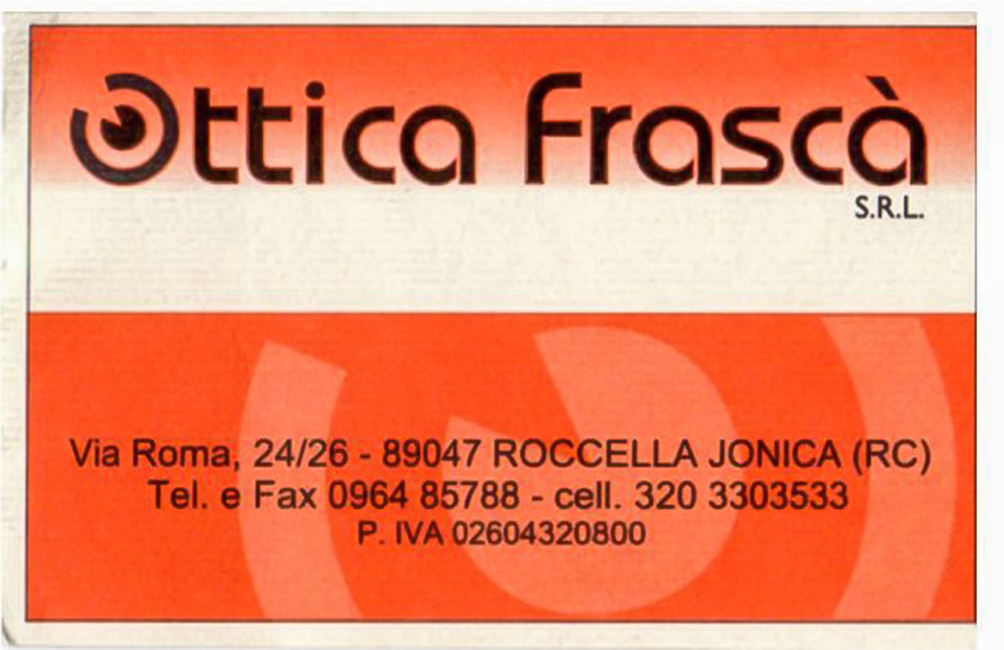 Ottica Frascà
S.R.L.
Via Roma, 24/26 - 89047 ROCCELLA JONICA (RC)
Tel. e Fax 0964 85788 - cell. 320 3303533
P. IVA 02604320800